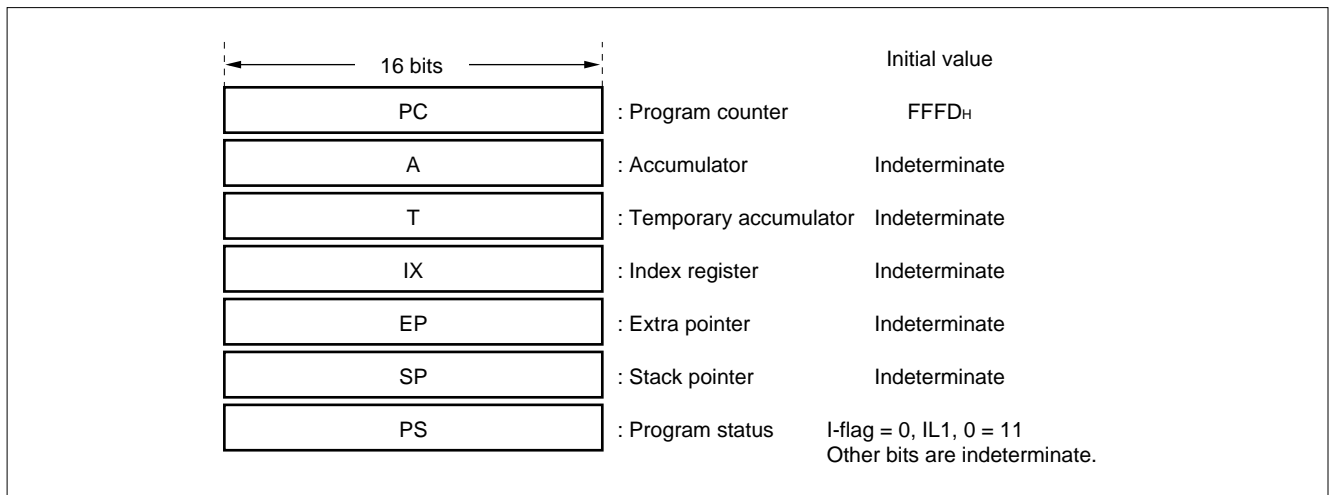 16 bits Initial value
PC : Program counter FFFDH
A : Accumulator Indeterminate
T : Temporary accumulator Indeterminate
IX : Index register Indeterminate
EP : Extra pointer Indeterminate
SP : Stack pointer Indeterminate
PS : Program status I-flag = 0, IL1, 0 = 11
Other bits are indeterminate.